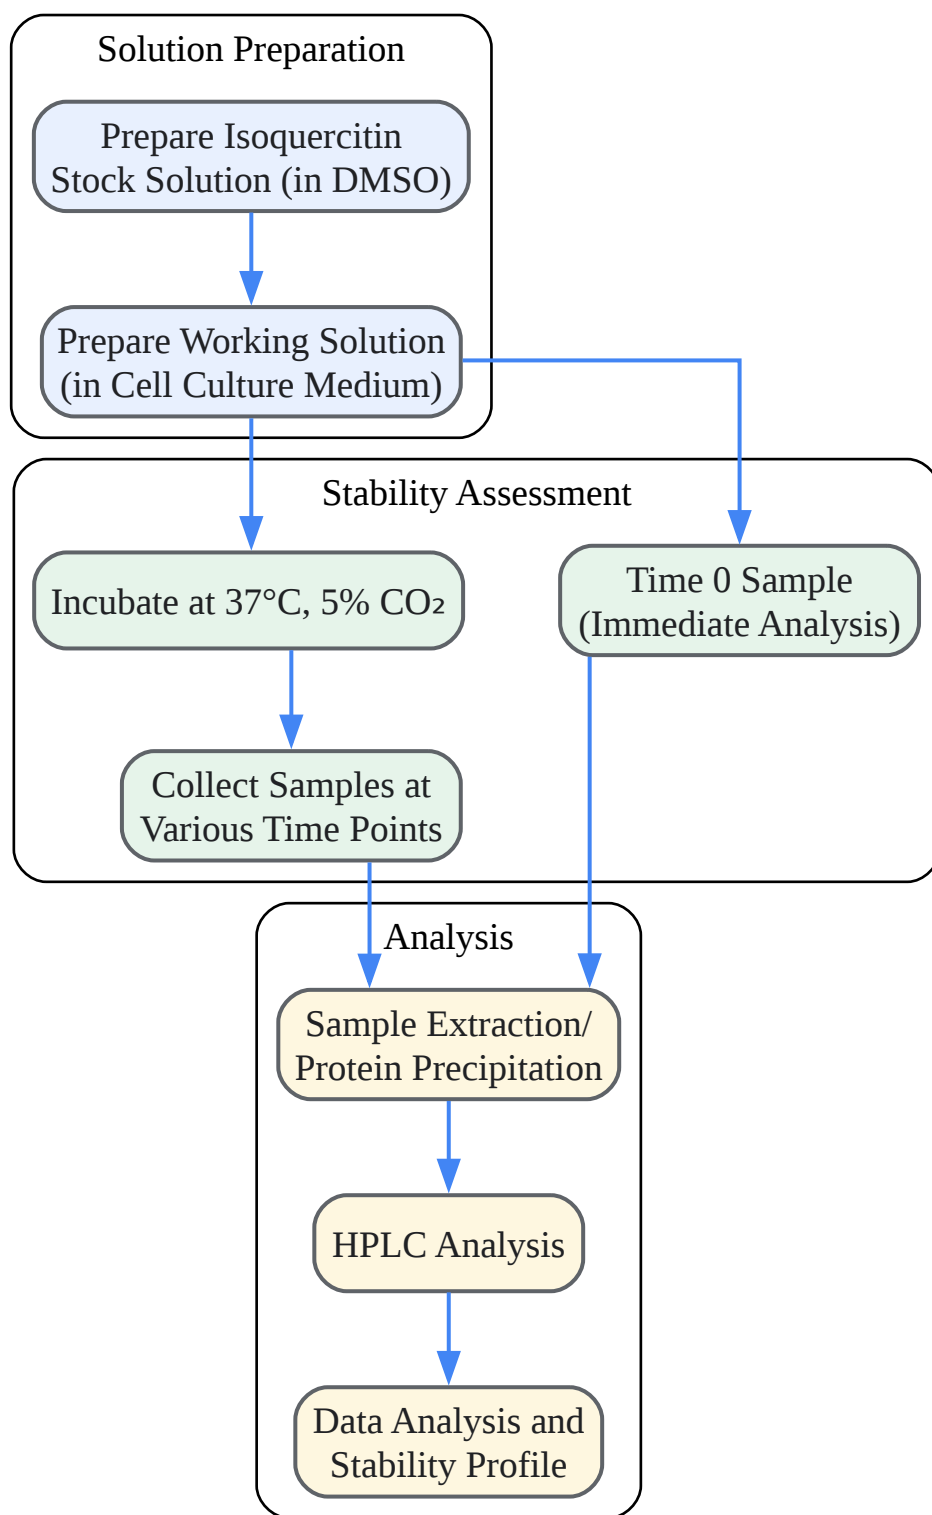 Solution Preparation
Prepare Isoquercitin
Stock Solution (in DMSO)
Prepare Working Solution
(in Cell Culture Medium)
Stability Assessment
Incubate at 37°C, 5% CO₂
Time 0 Sample
(Immediate Analysis)
Collect Samples at
Various Time Points
Analysis
Sample Extraction/
Protein Precipitation
HPLC Analysis
Data Analysis and
Stability Profile